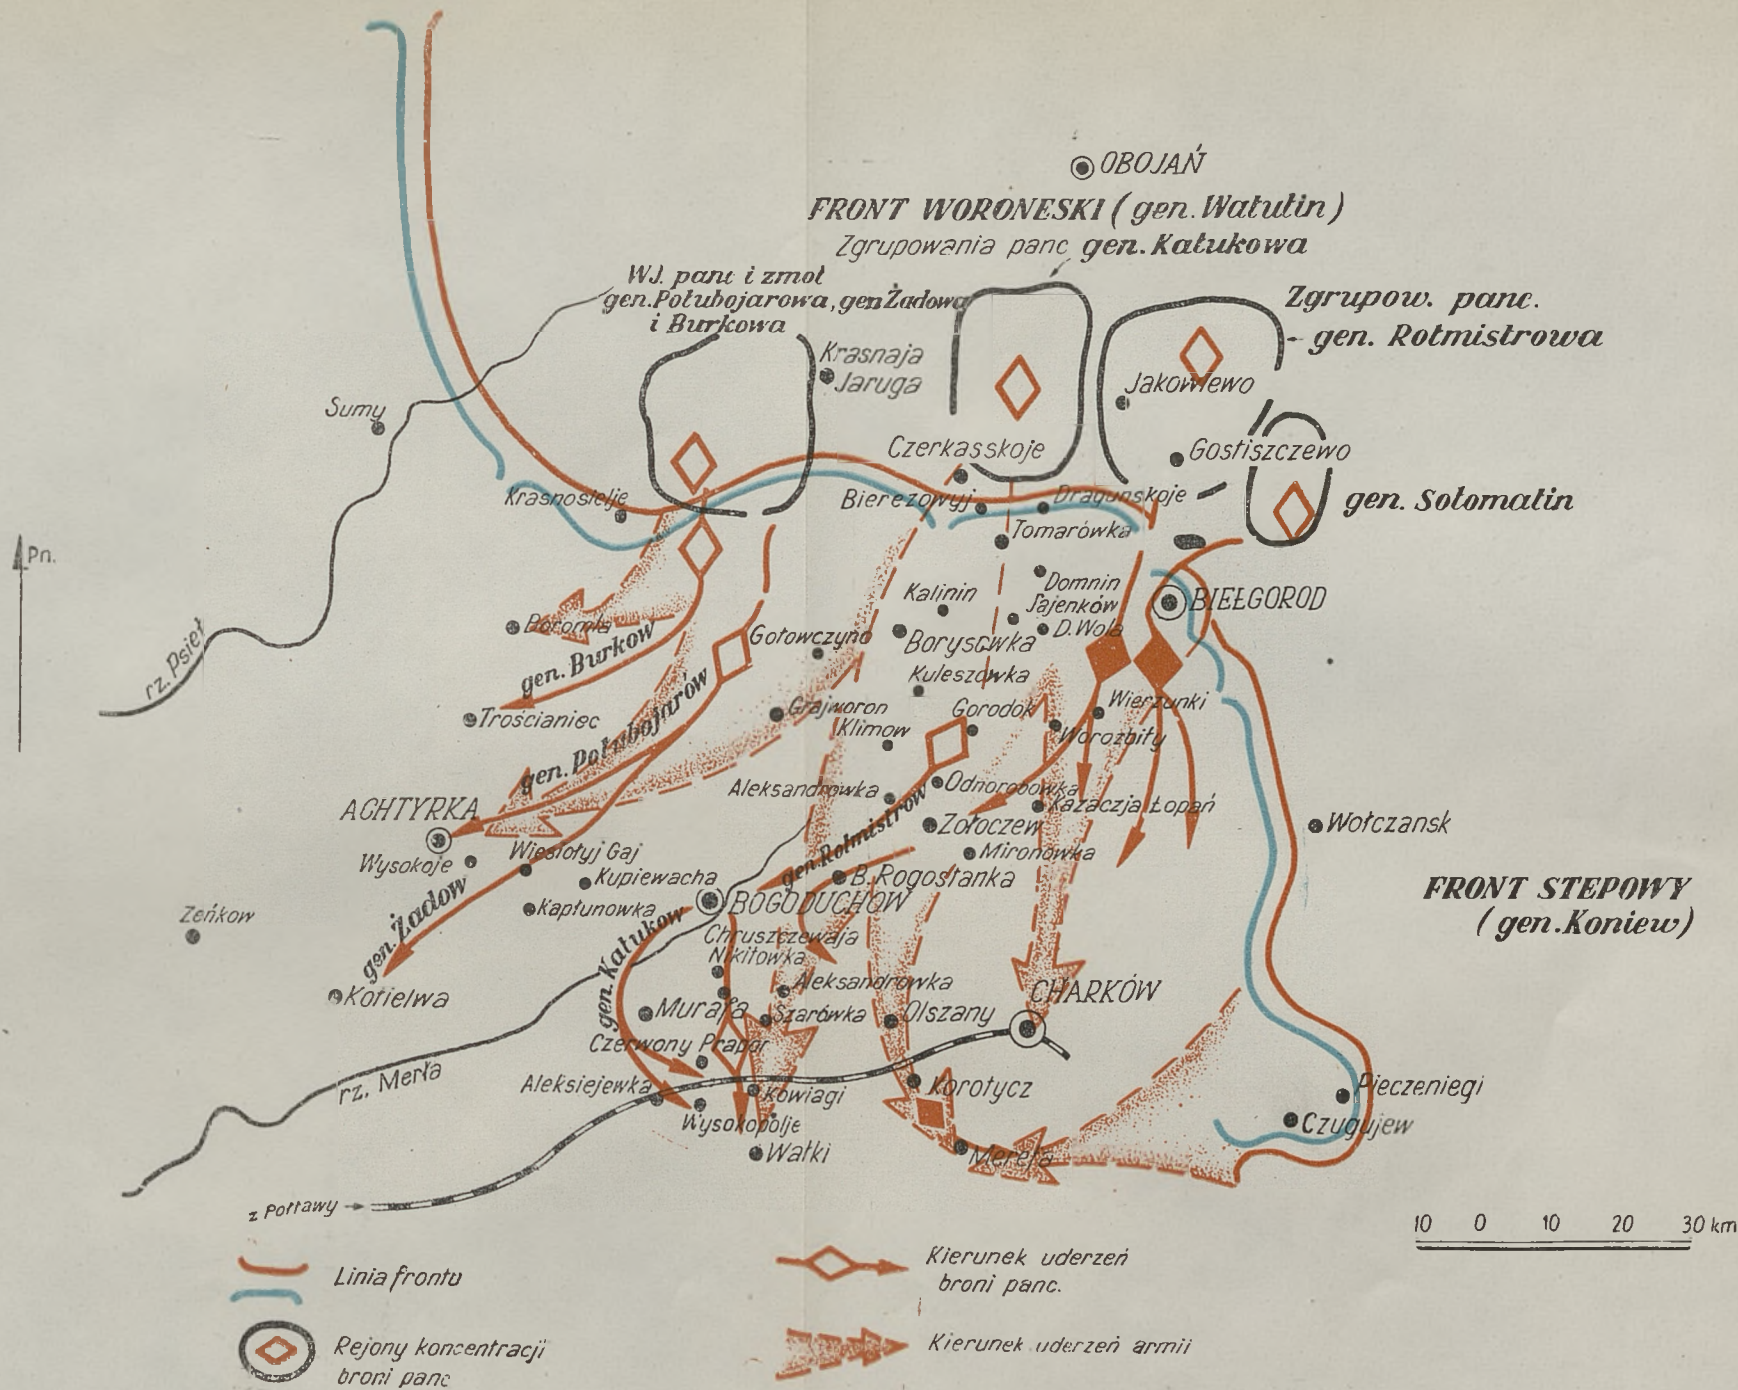 OBOJAŃ
FRONT WORONESKI (gen. Watutin)
Zgrupowania panc gen. Katukowa
WJ. panc i zmot
gen. Połubojarowa, gen Żadowa
i Burkowa
Zgrupow. panc.
gen. Rotmistrowa
Krasnaja
Jaruga
Jakowlewo
Sumy
Czerkasskoje
Gostiszczewo
Krasnosielje
Bierezowyj
Dragunskoje
gen. Sołomatin
Tomarówka
Pn.
Domnin
Kalinin
Sajenków
BIEŁGOROD
Boromla
D. Wola
Gotowczyno
Borysówka
rz. Psieł
gen. Burkow
Kuleszówka
Wierzunki
Trościaniec
Grajworon
Gorodok
Klimow
Worozbity
gen. Połubojarów
Aleksandrowka
Odnorobowka
Kazaczja Łopań
ACHTYRKA
Zołoczew
Wołczansk
Wysokoje
Wiesiołyj Gaj
Mironowka
gen. Rotmistrow
Kupiewacha
B. Rogostanka
FRONT STEPOWY
(gen. Koniew)
Zeńkow
Kapłunowka
BOGODUCHÓW
gen. Żadow
gen. Katukow
Chruszczewaja
Nikitowka
Kotielwa
Aleksandrowka
CHARKÓW
Murafa
Szarówka
Olszany
Czerwony Prapor
rz. Merła
Aleksiejewka
Kowiagi
Korotycz
Pieczeniegi
Wysokopolje
Czugujew
Wałki
Merefa
z Połtawy
10 0 10 20 30 km
Linia frontu
Kierunek uderzeń
broni panc.
Rejony koncentracji
broni panc
Kierunek uderzeń armii